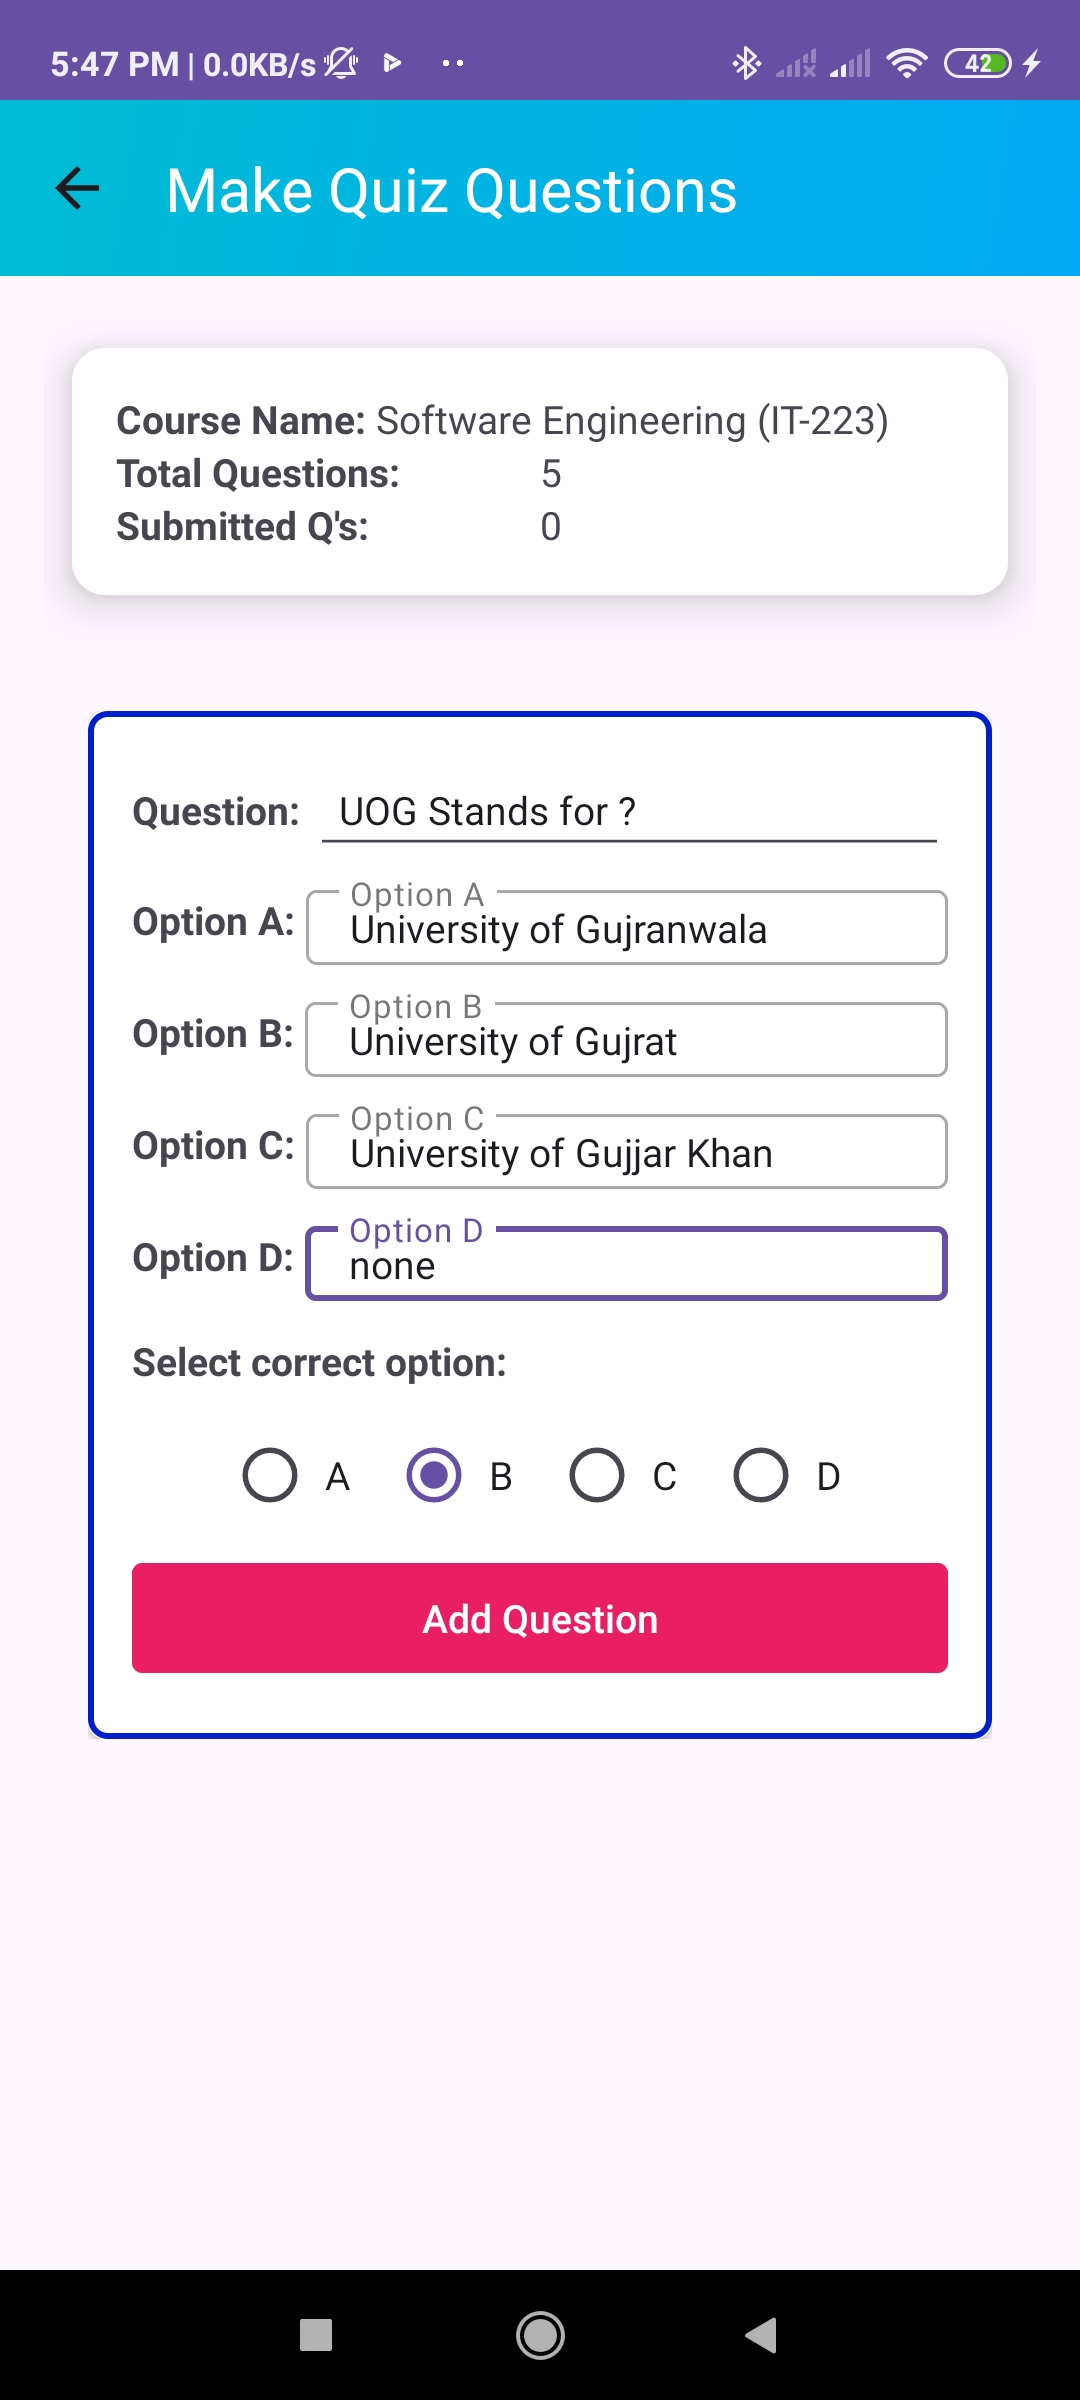 5:47 PM | 0.0KB/s 42
Make Quiz Questions
Course Name: Software Engineering (IT-223)
Total Questions: 5
Submitted Q's: 0
Question: UOG Stands for ?
Option A
Option A: University of Gujranwala
Option B
Option B: University of Gujrat
Option C
Option C: University of Gujjar Khan
Option D
Option D: none
Select correct option:
A B C D
Add Question